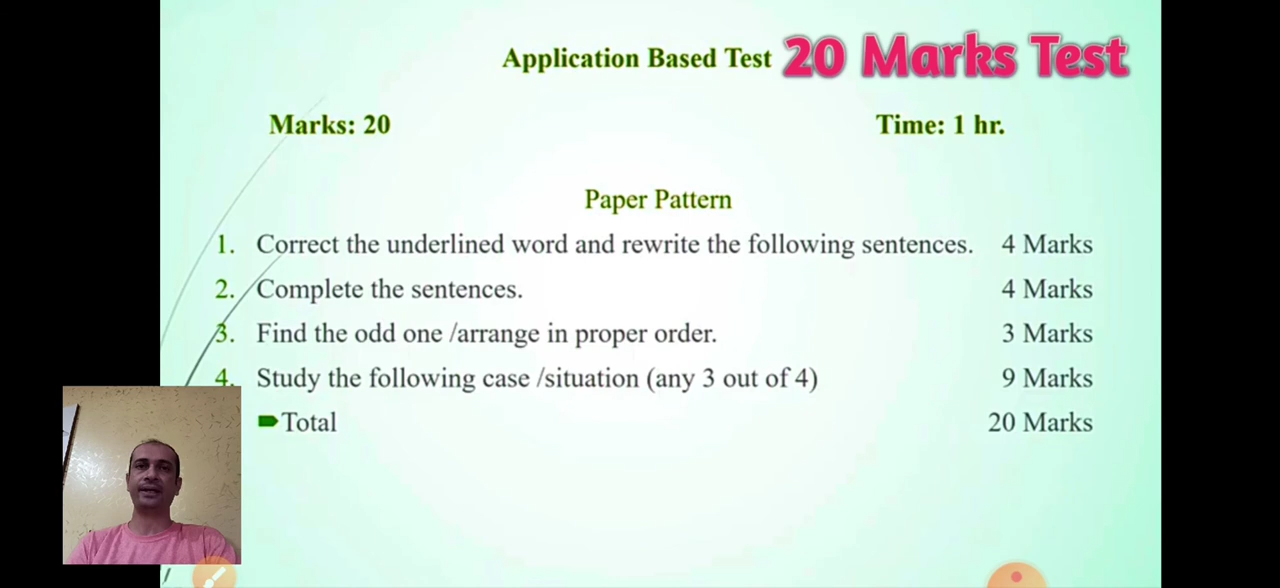 Application Based Test 20 Marks Test
Marks: 20 Time: 1 hr.
Paper Pattern
1. Correct the underlined word and rewrite the following sentences. 4 Marks
2. Complete the sentences. 4 Marks
3. Find the odd one /arrange in proper order. 3 Marks
4. Study the following case /situation (any 3 out of 4) 9 Marks
Total 20 Marks